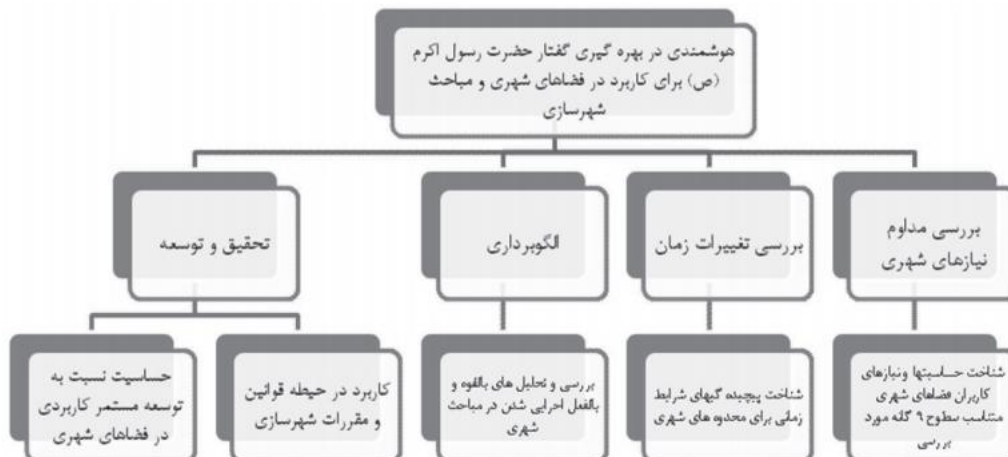 هوشمندی در بهره گیری گفتار حضرت رسول اکرم
(ص) برای کاربرد در فضاهای شهری و مباحث
شهرسازی
بررسی مداوم
نیازهای شهری
بررسی تغییرات زمان
الگوبرداری
تحقیق و توسعه
شناخت حساسیتها ونیازهای
کاربران فضاهای شهری
متناسب سطوح ۹ گانه مورد
بررسی
شناخت پیچیده گیهای شرایط
زمانی برای محدوده های شهری
بررسی و تحلیل های بالقوه و
بالفعل اجرایی شدن در مباحث
شهری
کاربرد در حیطه قوانین
و مقررات شهرسازی
حساسیت نسبت به
توسعه مستمر کاربردی
در فضاهای شهری